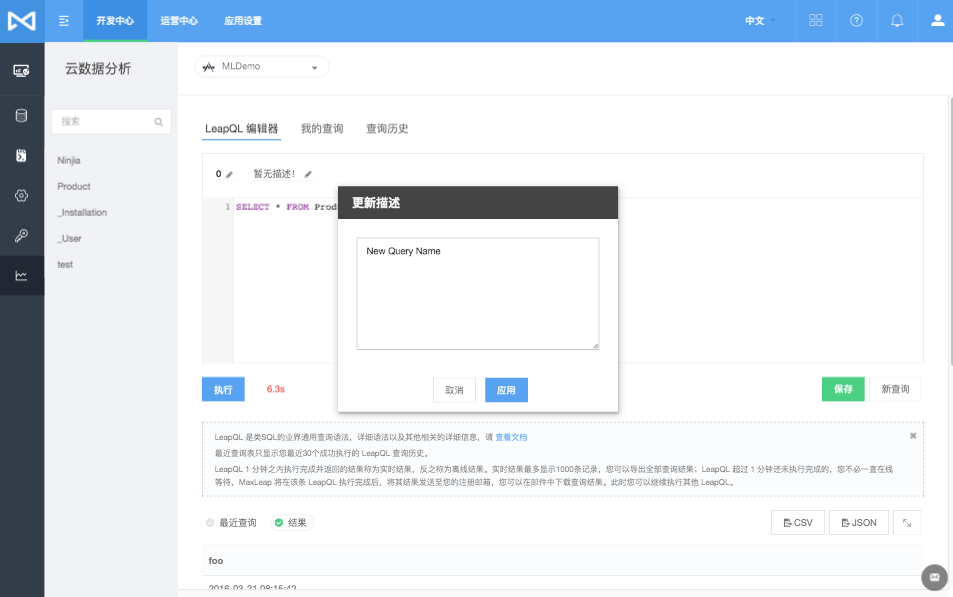 开发中心
运营中心
应用设置
中文
云数据分析
MLDemo
搜索
Ninjia
Product
_Installation
_User
test
LeapQL 编辑器
我的查询
查询历史
0
暂无描述！
1 SELECT * FROM Prod
更新描述
New Query Name
取消
应用
执行
6.3s
保存
新查询
LeapQL 是类SQL的业界通用查询语法，详细语法以及其他相关的详细信息，请 查看文档
最近查询表只显示您最近30个成功执行的 LeapQL 查询历史。
LeapQL 1 分钟之内执行完成并返回的结果称为实时结果，反之称为离线结果。实时结果最多显示1000条记录，您可以导出全部查询结果；LeapQL 超过 1 分钟还未执行完成的，您不必一直在线
等待，MaxLeap 将在该条 LeapQL 执行完成后，将其结果发送至您的注册邮箱，您可以在邮件中下载查询结果。此时您可以继续执行其他 LeapQL。
最近查询
结果
CSV
JSON
foo
2016-03-21 08:15:42